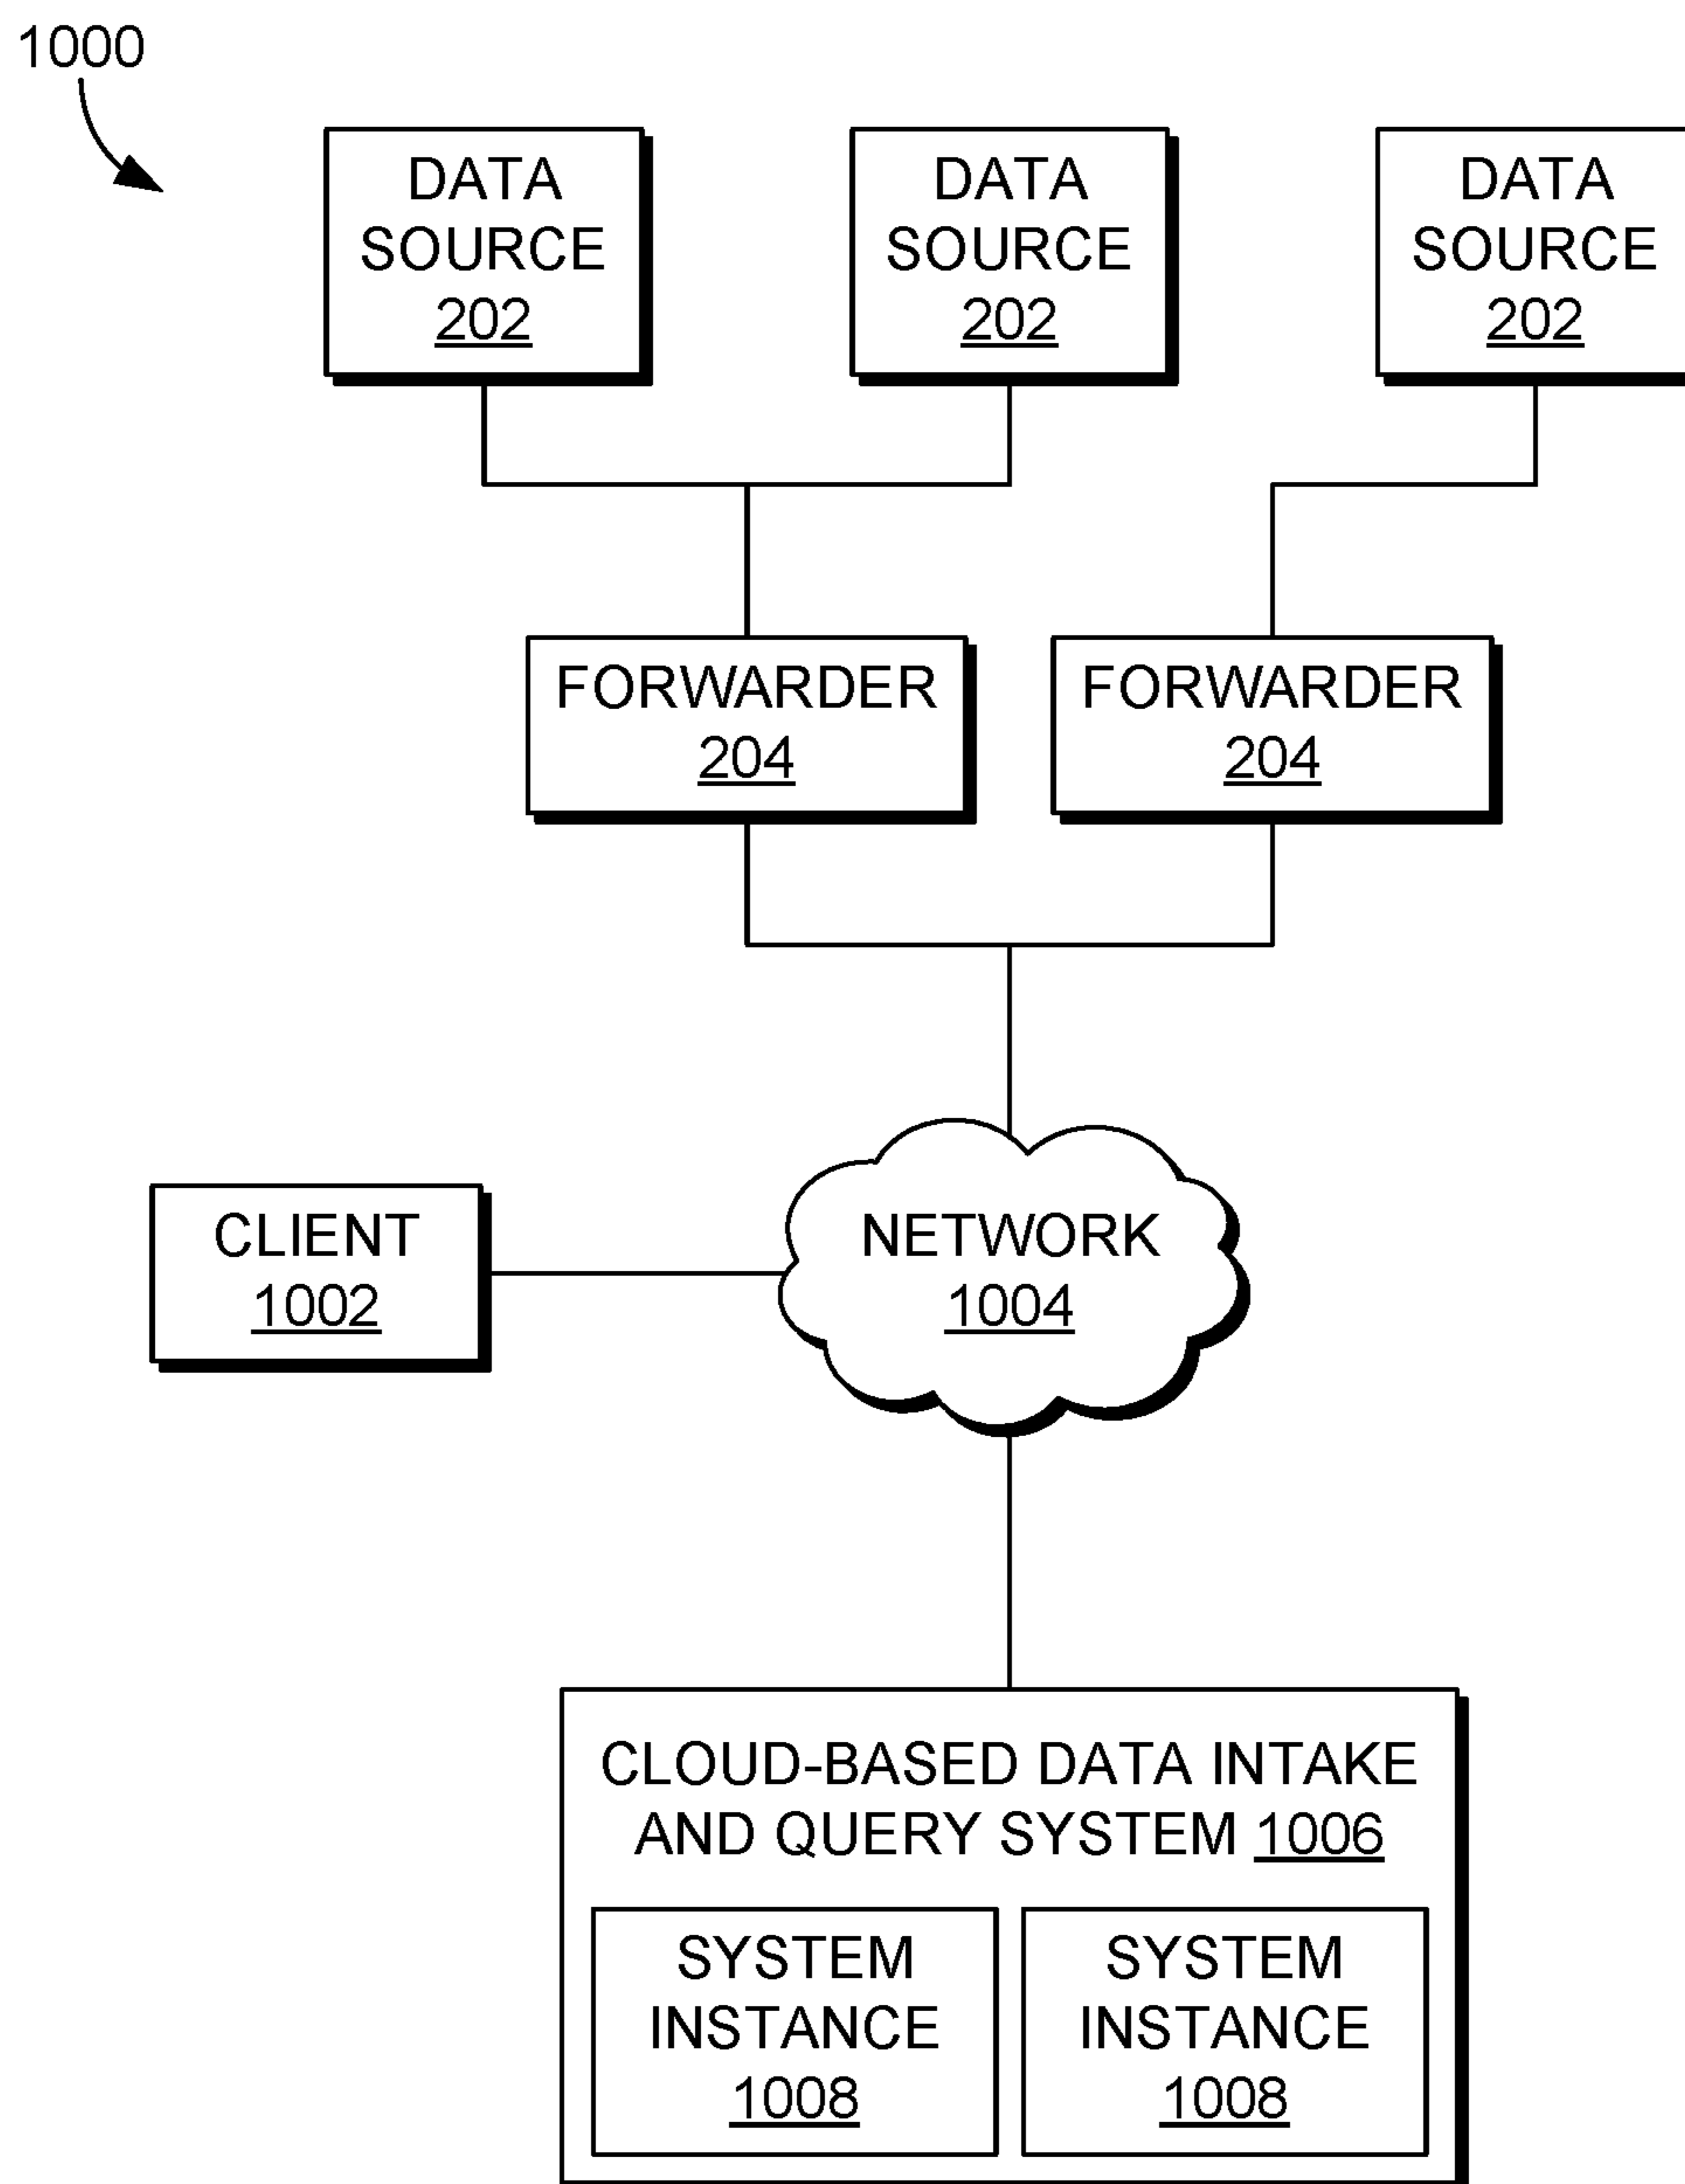 1000
DATA
SOURCE
202
DATA
SOURCE
202
DATA
SOURCE
202
FORWARDER
204
FORWARDER
204
CLIENT
1002
NETWORK
1004
CLOUD-BASED DATA INTAKE
AND QUERY SYSTEM 1006
SYSTEM
INSTANCE
1008
SYSTEM
INSTANCE
1008